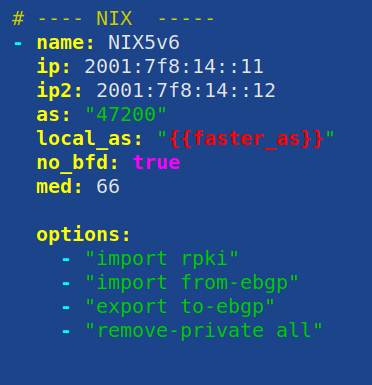 # ---- NIX  -----
- name: NIX5v6
  ip: 2001:7f8:14::11
  ip2: 2001:7f8:14::12
  as: "47200"
  local_as: "{{faster_as}}"
  no_bfd: true
  med: 66

  options:
    - "import rpki"
    - "import from-ebgp"
    - "export to-ebgp"
    - "remove-private all"